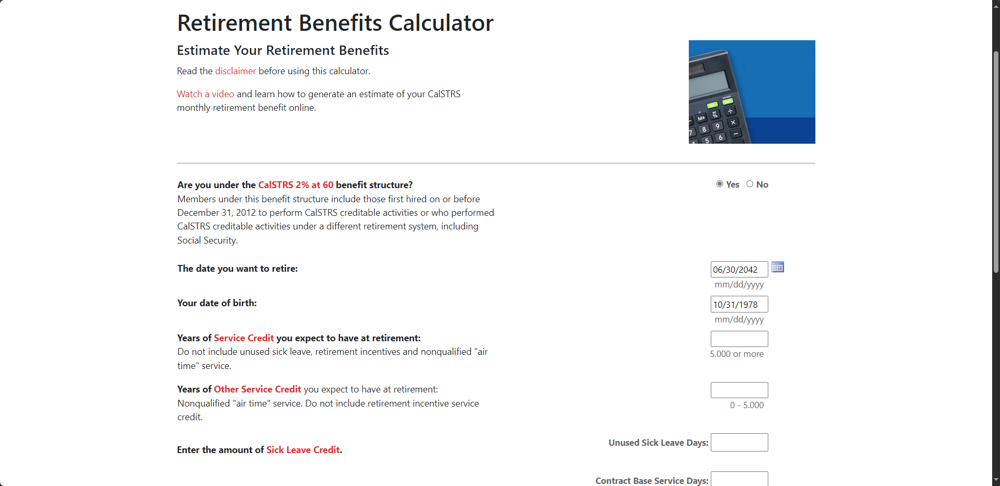 Retirement Benefits Calculator
Estimate Your Retirement Benefits
Read the disclaimer before using this calculator.
Watch a video and learn how to generate an estimate of your CalSTRS
monthly retirement benefit online.
M+
%
÷
7
8
9
×
4
5
6
−
Are you under the CalSTRS 2% at 60 benefit structure?
Yes No
Members under this benefit structure include those first hired on or before
December 31, 2012 to perform CalSTRS creditable activities or who performed
CalSTRS creditable activities under a different retirement system, including
Social Security.
The date you want to retire:
06/30/2042
mm/dd/yyyy
Your date of birth:
10/31/1978
mm/dd/yyyy
Years of Service Credit you expect to have at retirement:
Do not include unused sick leave, retirement incentives and nonqualified "air
time" service.
5.000 or more
Years of Other Service Credit you expect to have at retirement:
Nonqualified "air time" service. Do not include retirement incentive service
credit.
0 - 5.000
Enter the amount of Sick Leave Credit.
Unused Sick Leave Days:
Contract Base Service Days: